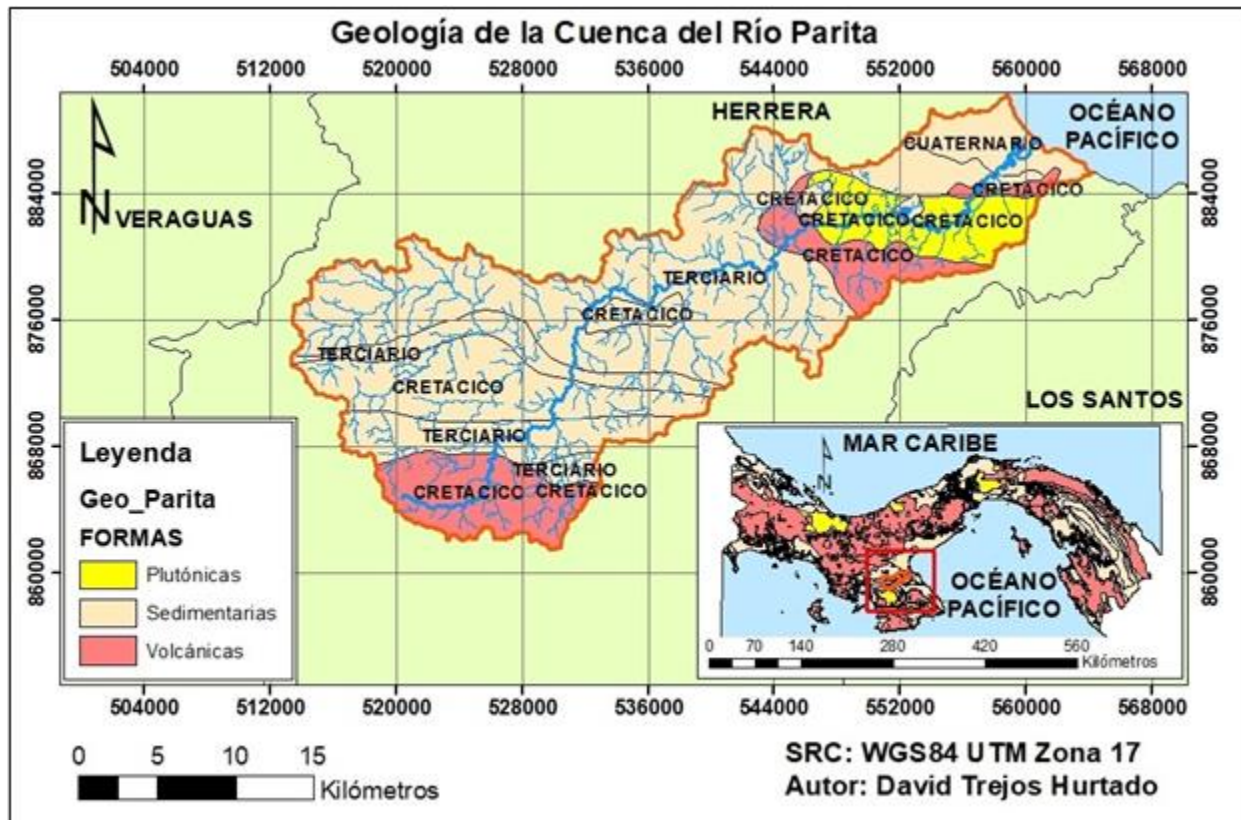 Geología de la Cuenca del Río Parita
504000 512000 520000 528000 536000 544000 552000 560000 568000
HERRERA
OCÉANO
PACÍFICO
CUATERNARIO
884000
884000
N
VERAGUAS
CRETACICO
CRETACICO
CRETACICO
CRETACICO
CRETACICO
TERCIARIO
876000
876000
CRETACICO
TERCIARIO
CRETACICO
LOS SANTOS
868000
868000
TERCIARIO
TERCIARIO
CRETACICO
CRETACICO
860000
860000
Leyenda
Geo_Parita
FORMAS
Plutónicas
Sedimentarias
Volcánicas
MAR CARIBE
N
OCÉANO
PACÍFICO
0 70 140 280 420 560
Kilómetros
504000 512000 520000 528000 536000 544000 552000 560000 568000
0 5 10 15
Kilómetros
SRC: WGS84 UTM Zona 17
Autor: David Trejos Hurtado